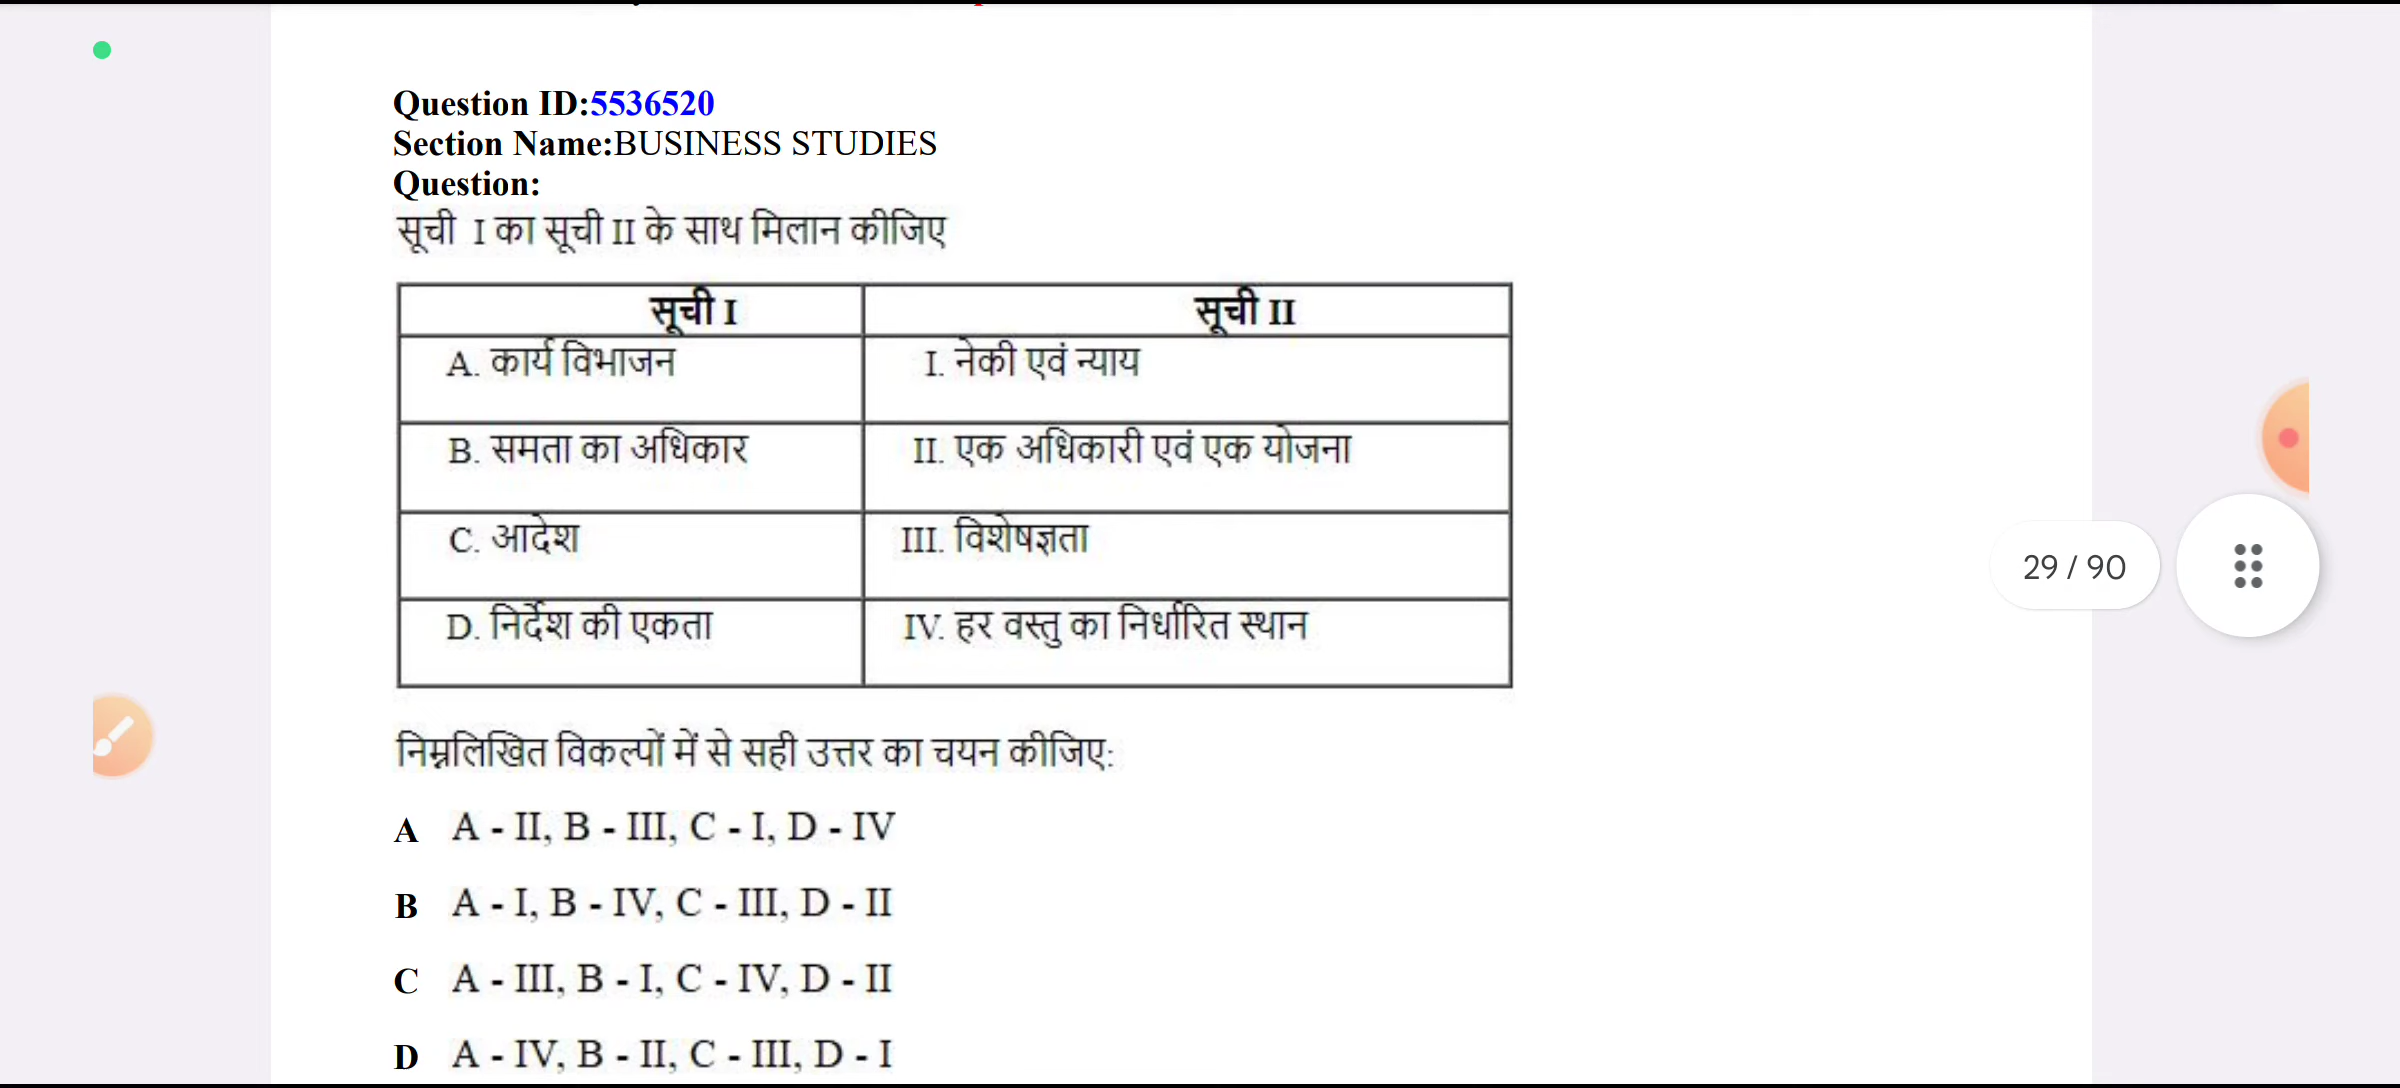 Question ID:5536520
Section Name:BUSINESS STUDIES
Question:
सूची I का सूची II के साथ मिलान कीजिए
सूची I सूची II
A. कार्य विभाजन I. नेकी एवं न्याय
B. समता का अधिकार II. एक अधिकारी एवं एक योजना
C. आदेश III. विशेषज्ञता
D. निर्देश की एकता IV. हर वस्तु का निर्धारित स्थान
29 / 90
निम्नलिखित विकल्पों में से सही उत्तर का चयन कीजिए:
A A - II, B - III, C - I, D - IV
B A - I, B - IV, C - III, D - II
C A - III, B - I, C - IV, D - II
D A - IV, B - II, C - III, D - I